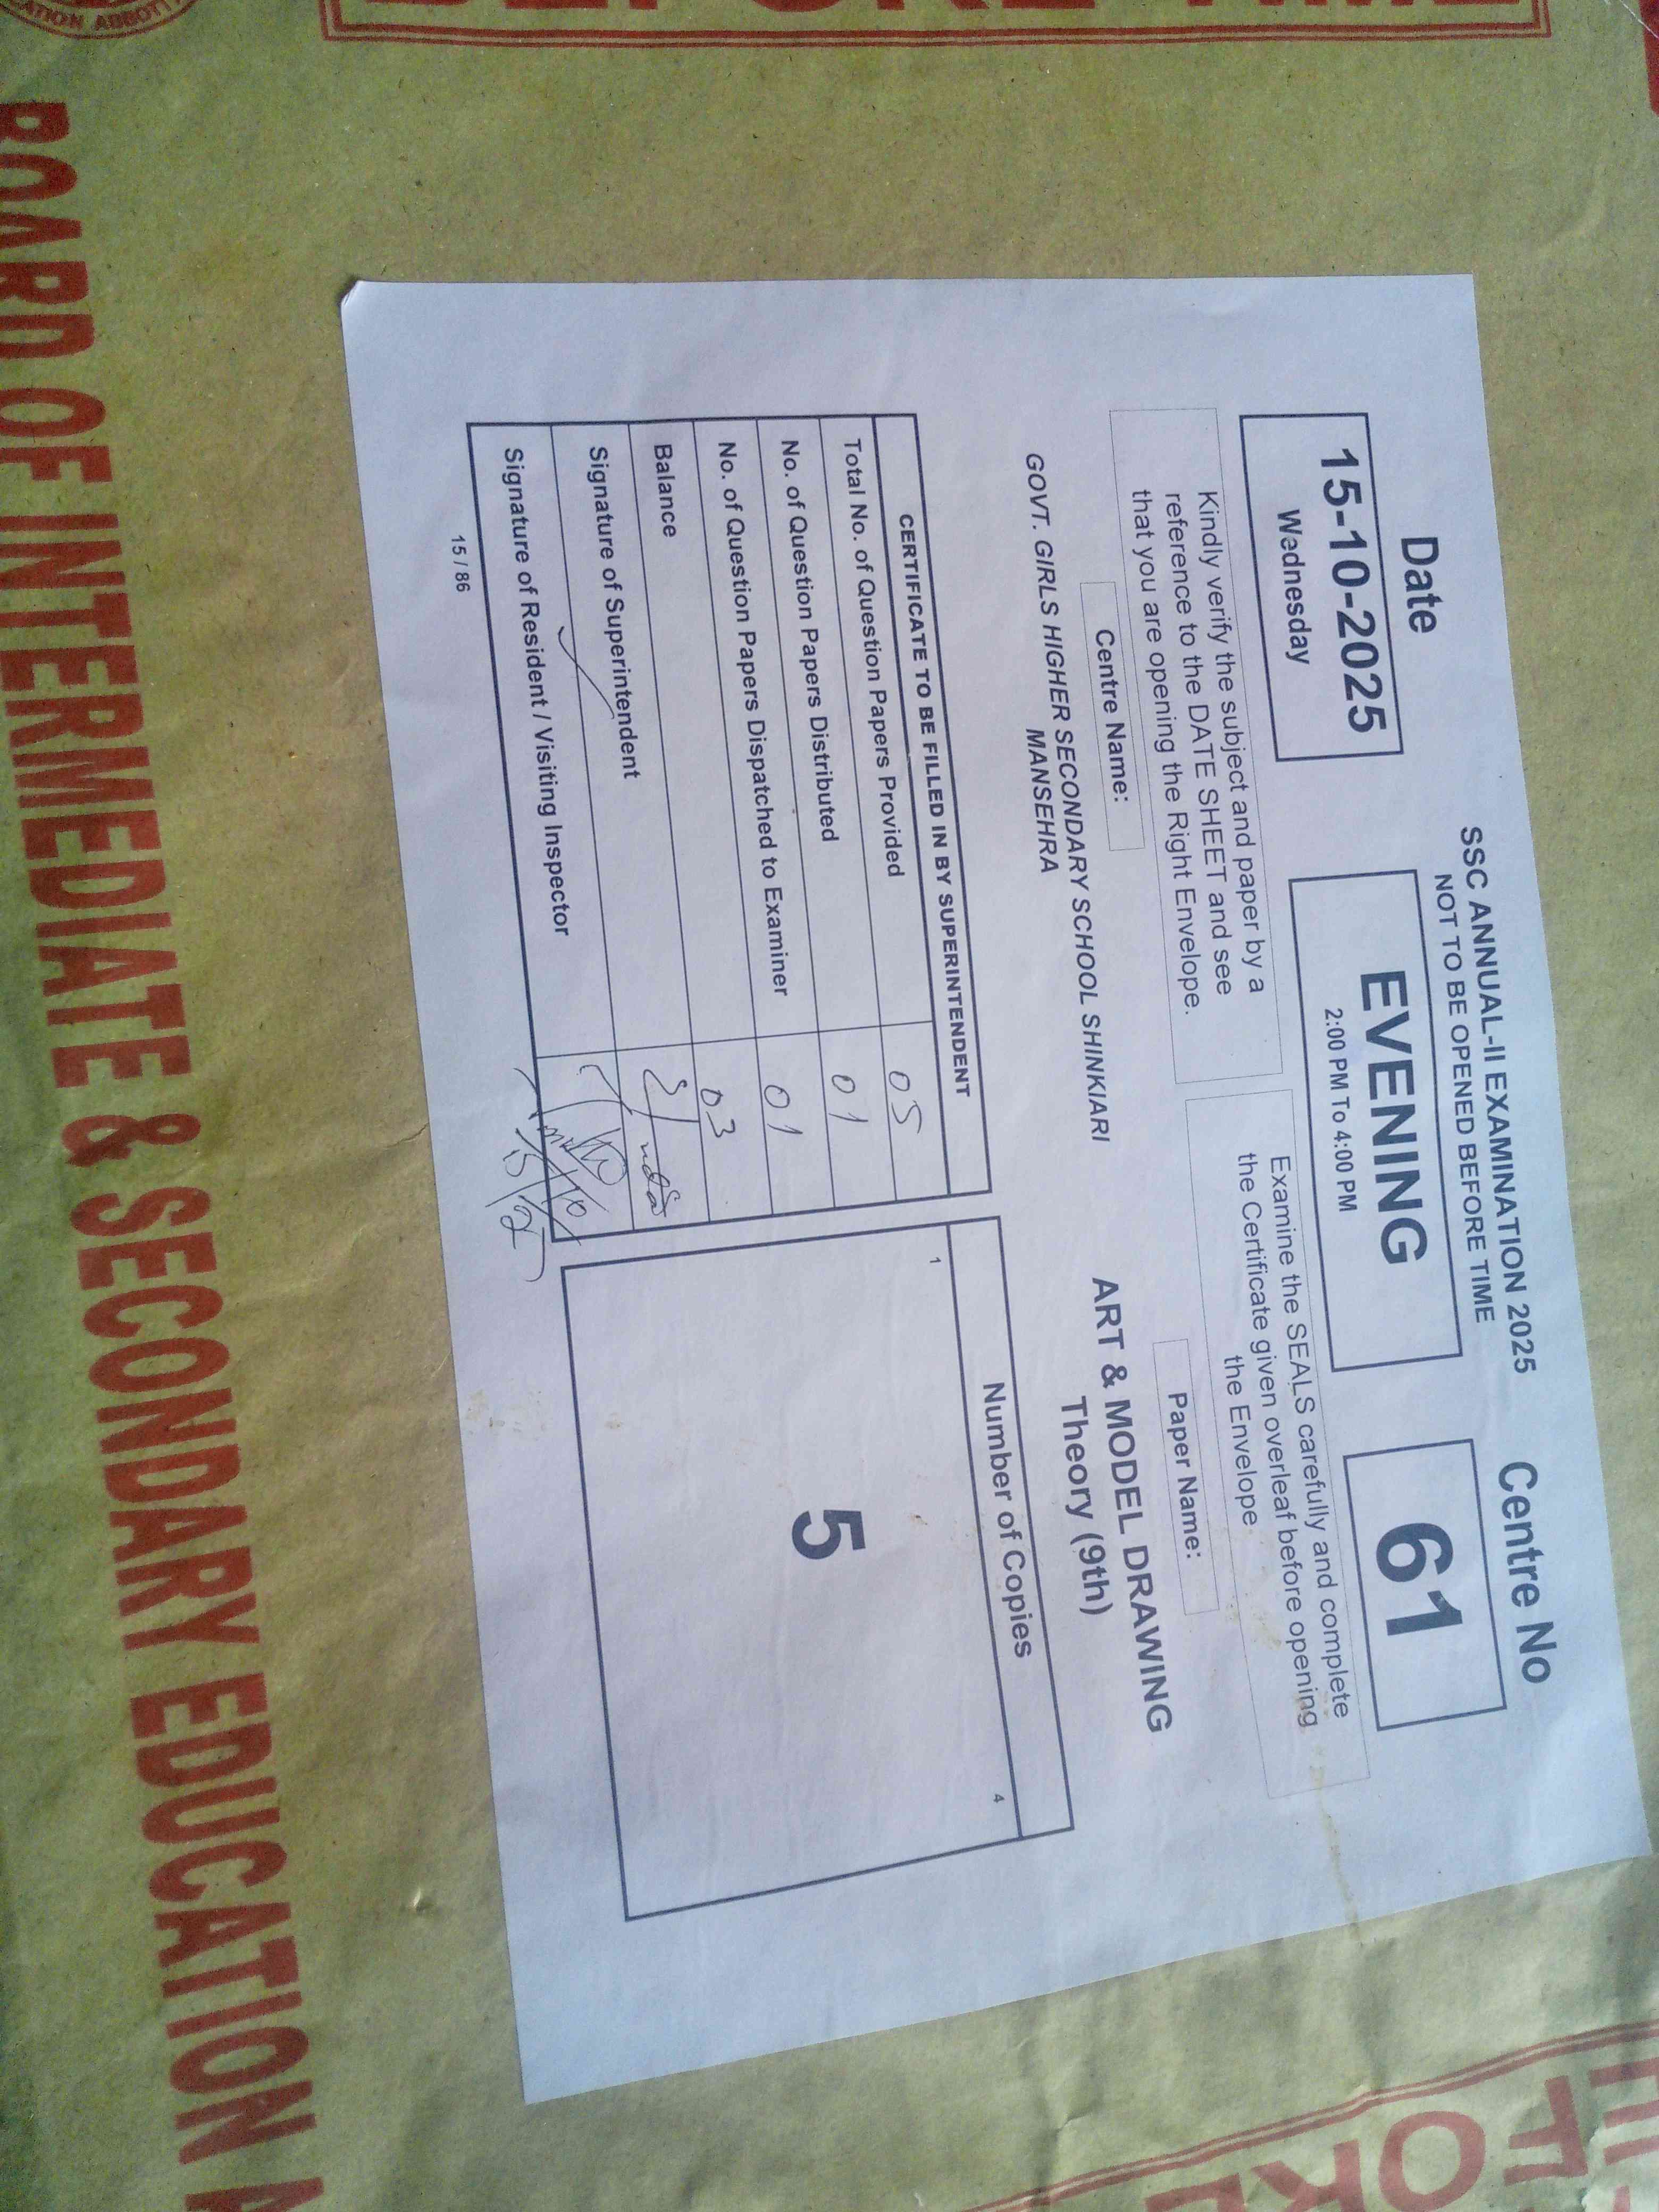 SSC ANNUAL-II EXAMINATION 2025
NOT TO BE OPENED BEFORE TIME
Date
15-10-2025
Wednesday
EVENING
2:00 PM To 4:00 PM
Centre No
61
Kindly verify the subject and paper by a
reference to the DATE SHEET and see
that you are opening the Right Envelope.
Examine the SEALS carefully and complete
the Certificate given overleaf before opening
the Envelope
Centre Name:
GOVT. GIRLS HIGHER SECONDARY SCHOOL SHINKIARI
MANSEHRA
Paper Name:
ART & MODEL DRAWING
Theory (9th)
CERTIFICATE TO BE FILLED IN BY SUPERINTENDENT
Total No. of Question Papers Provided 05
No. of Question Papers Distributed 01
No. of Question Papers Dispatched to Examiner 01
Balance 03
Signature of Superintendent
Signature of Resident / Visiting Inspector
15/10/25
15 / 86
Number of Copies
1 4
5
BOARD OF INTERMEDIATE & SECONDARY EDUCATION A